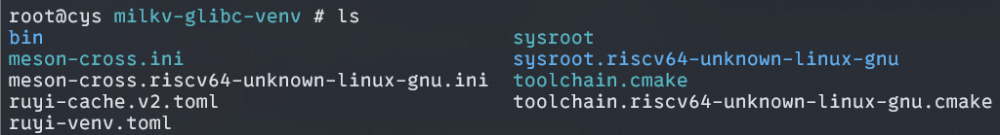 root@cys milkv-glibc-venv # ls
bin sysroot
meson-cross.ini sysroot.riscv64-unknown-linux-gnu
meson-cross.riscv64-unknown-linux-gnu.ini toolchain.cmake
ruyi-cache.v2.toml toolchain.riscv64-unknown-linux-gnu.cmake
ruyi-venv.toml